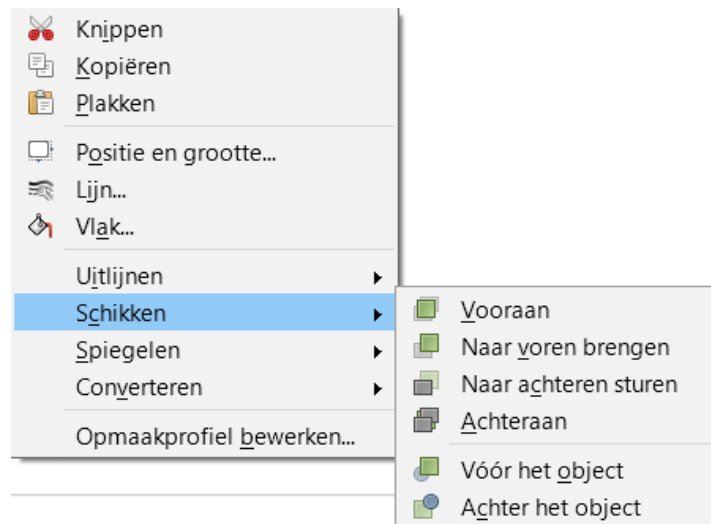 Knippen
Kopiëren
Plakken
Positie en grootte...
Lijn...
Vlak...
Uitlijnen
Schikken
Spiegelen
Converteren
Opmaakprofiel bewerken...
Vooraan
Naar voren brengen
Naar achteren sturen
Achteraan
Vóór het object
Achter het object